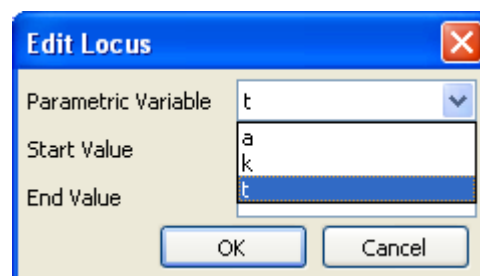 Edit Locus
Parametric Variable t
a
Start Value
k
t
End Value
OK Cancel